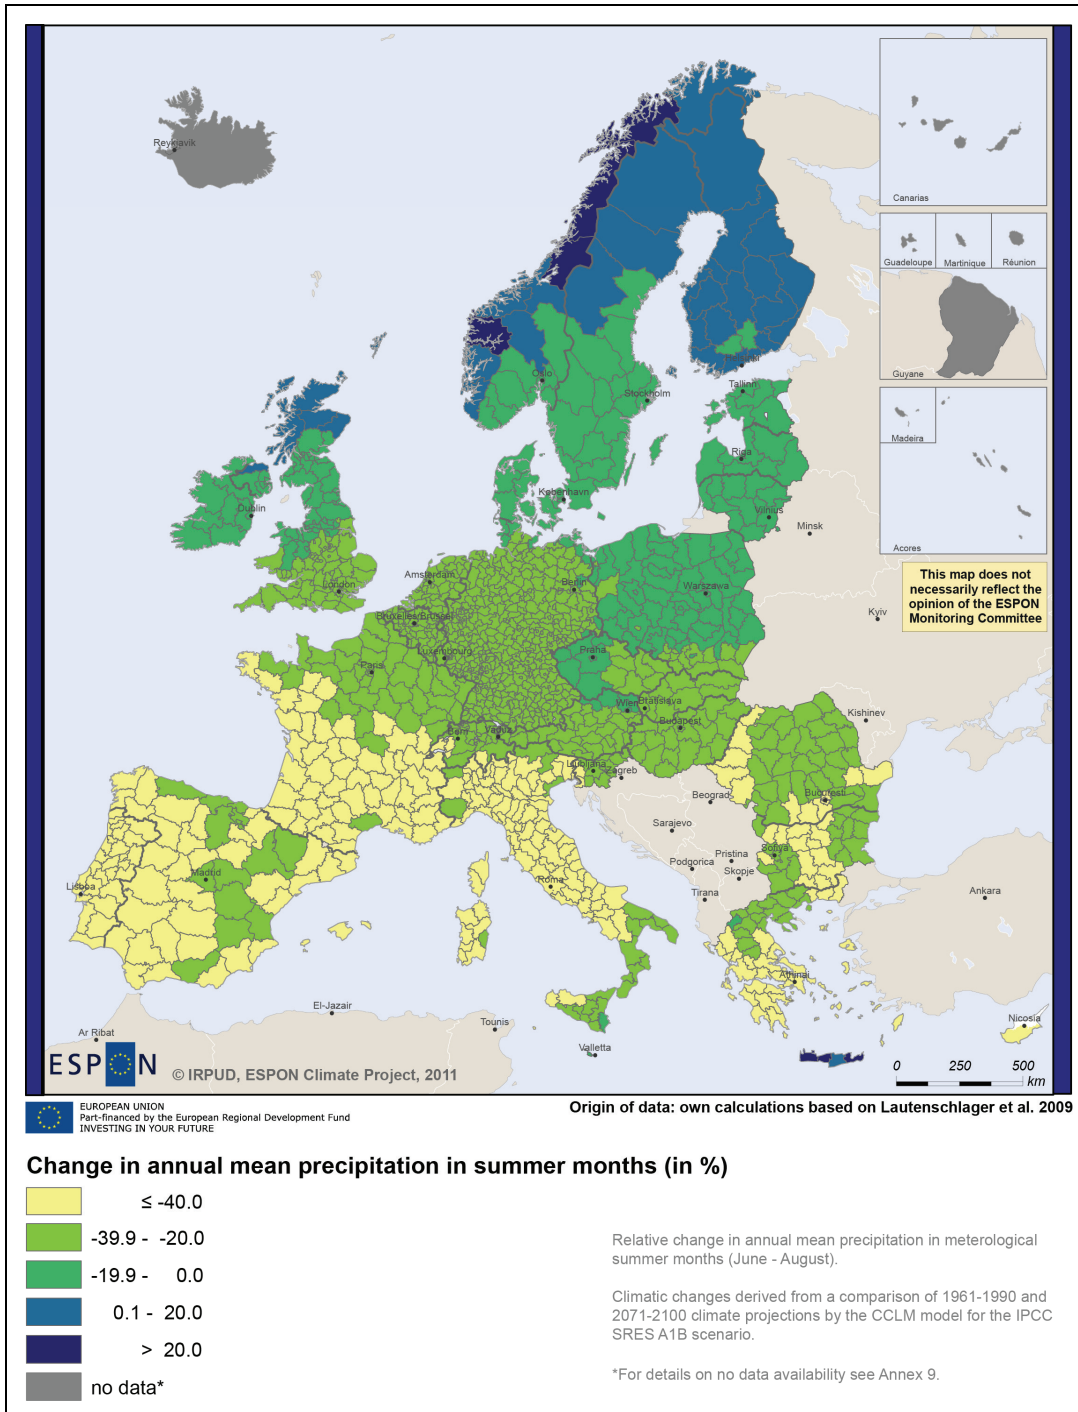 Reykjavik
Canarias
Guadeloupe
Martinique
Réunion
Guyane
Madeira
Acores
This map does not
necessarily reflect the
opinion of the ESPON
Monitoring Committee
Oslo
Helsinki
Tallinn
Stockholm
Riga
København
Vilnius
Minsk
Dublin
Amsterdam
Berlin
Warszawa
London
Bruxelles/Brussel
Kyiv
Luxembourg
Praha
Paris
Wien
Bratislava
Kishinev
Bern
Vaduz
Budapest
Ljubljana
Zagreb
Beograd
Bucuresti
Sarajevo
Sofiya
Pristina
Podgorica
Skopje
Madrid
Roma
Tirana
Ankara
Lisboa
Athinai
El-Jazair
Tounis
Nicosia
Ar Ribat
Valletta
ESPON
© IRPUD, ESPON Climate Project, 2011
0 250 500
km
EUROPEAN UNION
Part-financed by the European Regional Development Fund
INVESTING IN YOUR FUTURE
Origin of data: own calculations based on Lautenschlager et al. 2009
Change in annual mean precipitation in summer months (in %)
≤ -40.0
-39.9 - -20.0
-19.9 - 0.0
0.1 - 20.0
> 20.0
no data*
Relative change in annual mean precipitation in meterological
summer months (June - August).
Climatic changes derived from a comparison of 1961-1990 and
2071-2100 climate projections by the CCLM model for the IPCC
SRES A1B scenario.
*For details on no data availability see Annex 9.